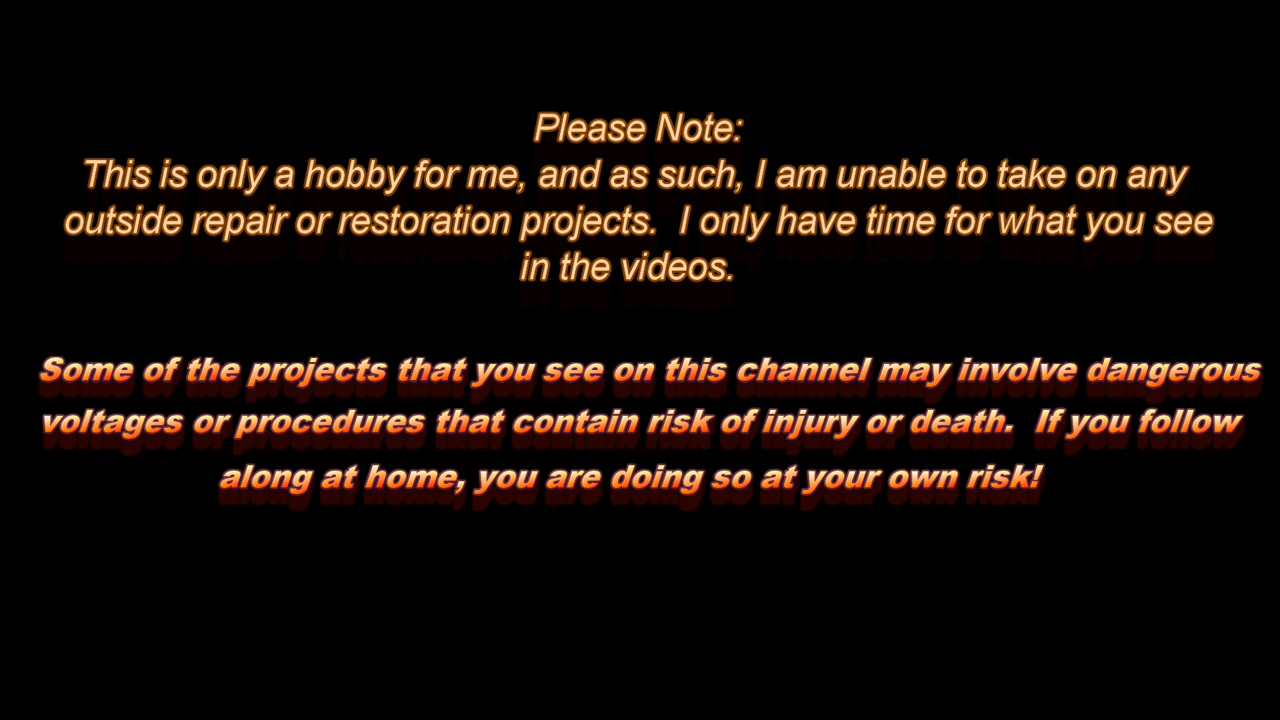 Please Note:
This is only a hobby for me, and as such, I am unable to take on any
outside repair or restoration projects.  I only have time for what you see
in the videos.
Some of the projects that you see on this channel may involve dangerous
voltages or procedures that contain risk of injury or death.  If you follow
along at home, you are doing so at your own risk!